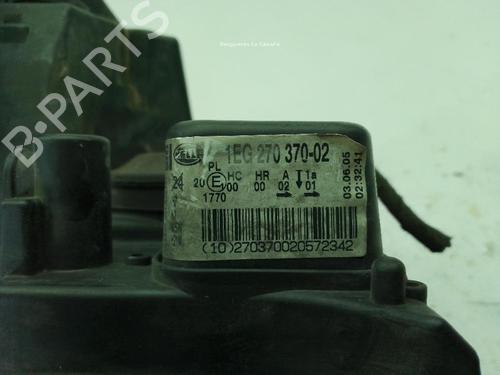 Desguaces La Cabaña
B-PARTS
HELLA 1EG 270 370-02
PL HC HR A 1a
24 20 E 00 00 02 01
1770
03.06.05
02:32:41
(10)270370020572342